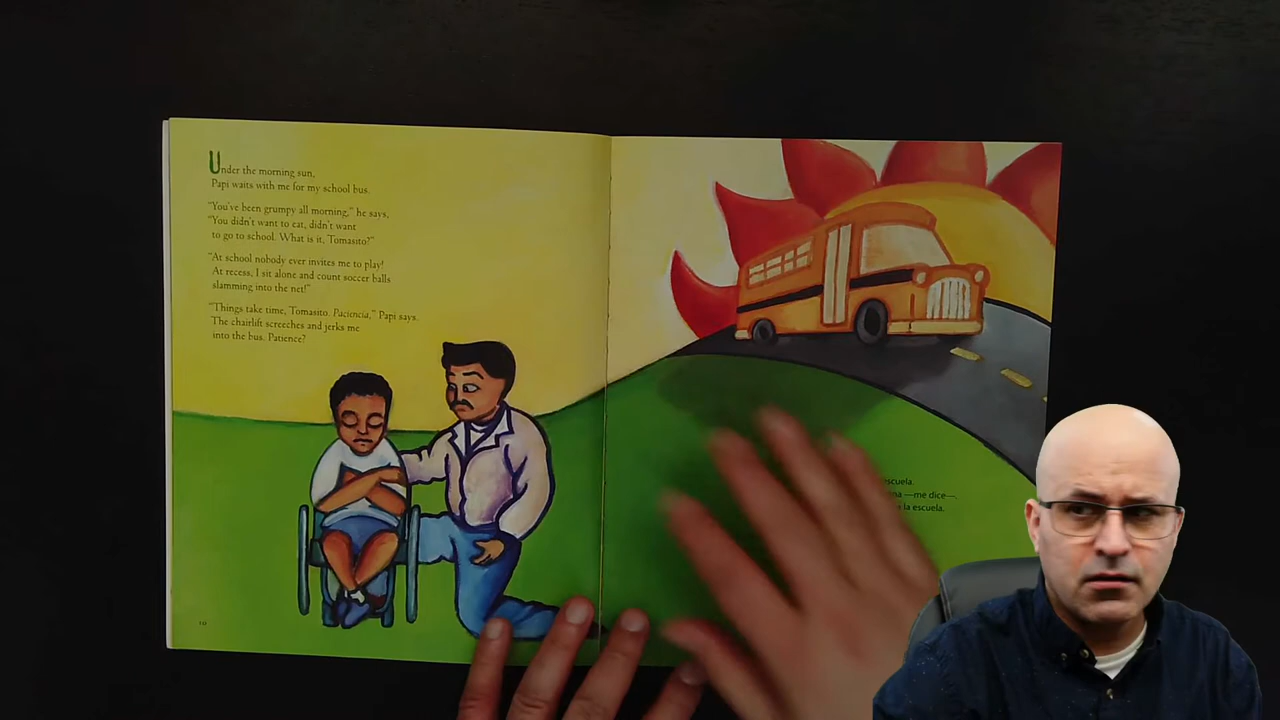 Under the morning sun,
Papi waits with me for my school bus.
"You've been grumpy all morning," he says,
"You didn't want to eat, didn't want
to go to school. What is it, Tomasito?"
"At school nobody ever invites me to play!
At recess, I sit alone and count soccer balls
slamming into the net!"
"Things take time, Tomasito. Paciencia," Papi says.
The chairlift screeches and jerks me
into the bus. Patience?
escuela.
—me dice—.
la escuela.
10